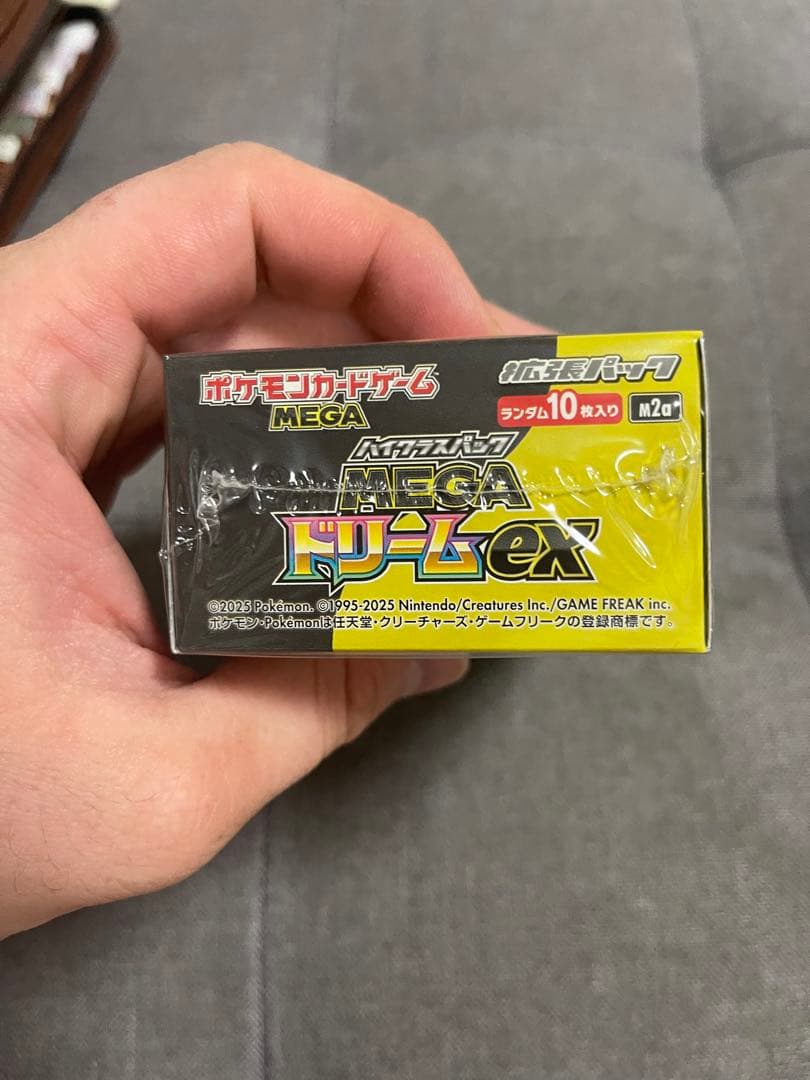 ポケモンカードゲーム
MEGA
拡張パック
ランダム10枚入り M2a
ハイクラスパック
MEGA
ドリームex
©2025 Pokémon. ©1995-2025 Nintendo/Creatures Inc./GAME FREAK inc.
ポケモン・Pokémonは任天堂・クリーチャーズ・ゲームフリークの登録商標です。